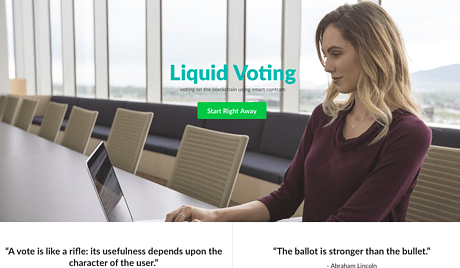 Liquid Voting
voting on the blockchain using smart contrats
Start Right Away
“A vote is like a rifle: its usefulness depends upon the
character of the user.”
“The ballot is stronger than the bullet.”
- Abraham Lincoln